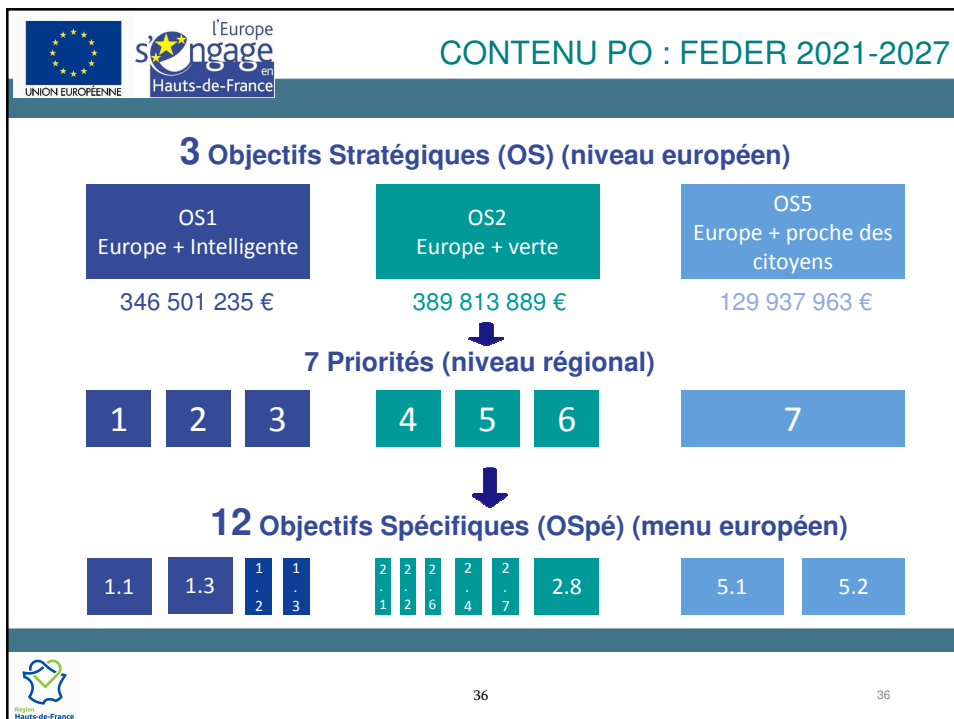 UNION EUROPÉENNE
l'Europe
s'engage
en
Hauts-de-France
CONTENU PO : FEDER 2021-2027
3 Objectifs Stratégiques (OS) (niveau européen)
OS1
Europe + Intelligente
OS2
Europe + verte
OS5
Europe + proche des
citoyens
346 501 235 €
389 813 889 €
129 937 963 €
7 Priorités (niveau régional)
1
2
3
4
5
6
7
12 Objectifs Spécifiques (OSpé) (menu européen)
1.1
1.3
1.2
1.3
2.1
2.2
2.6
2.4
2.7
2.8
5.1
5.2
Région
Hauts-de-France
36
36